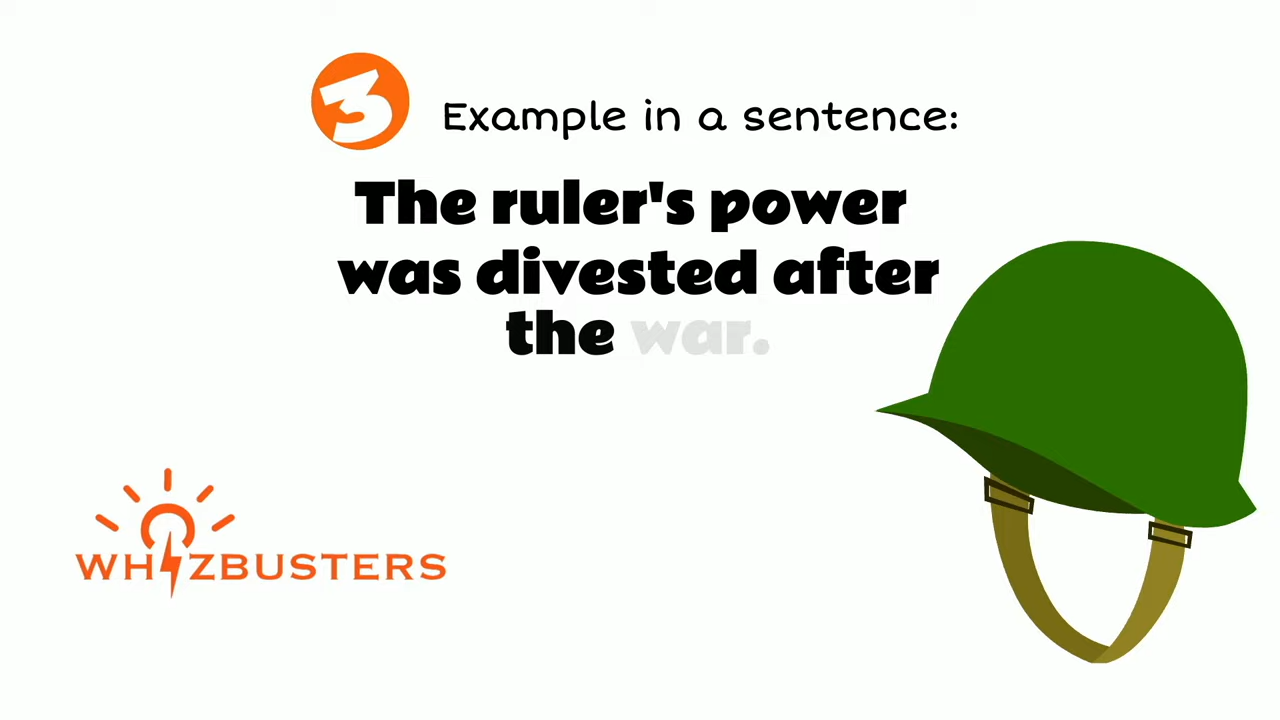 3 Example in a sentence:
The ruler's power
was divested after
the war.
WHIZBUSTERS